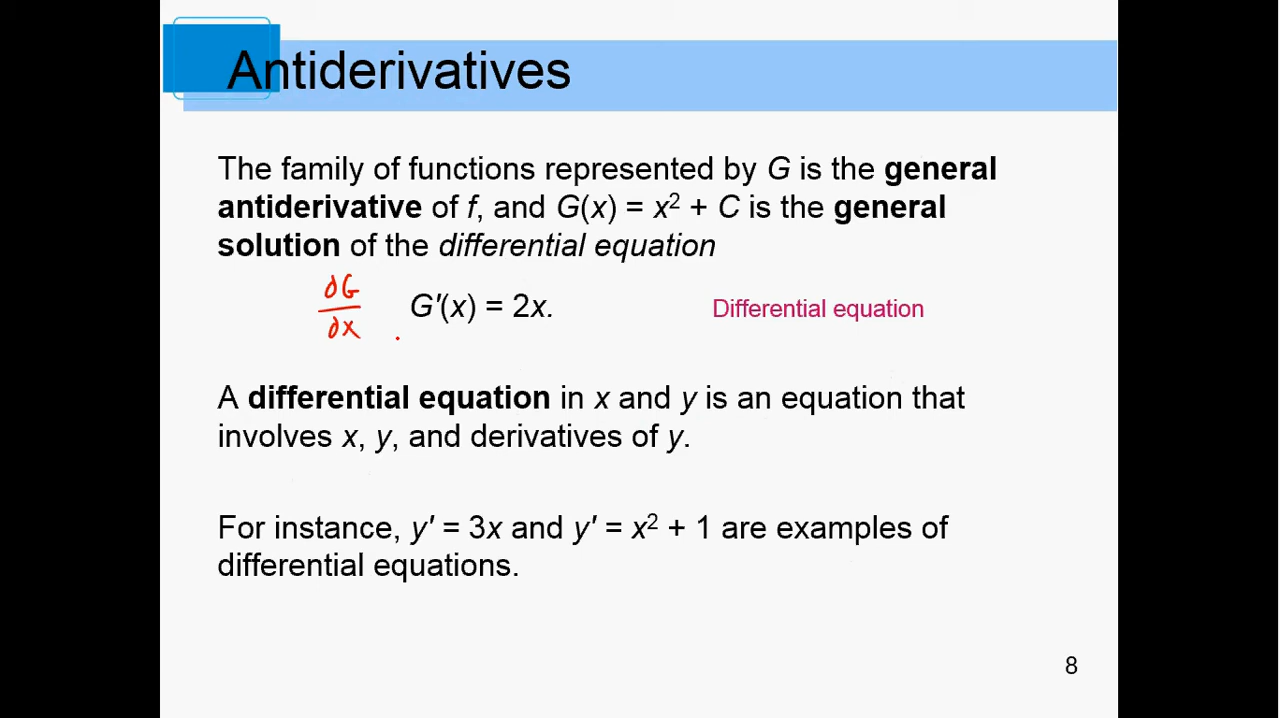 Antiderivatives
The family of functions represented by G is the general
antiderivative of f, and G(x) = x² + C is the general
solution of the differential equation
∂G
∂x
G′(x) = 2x.
Differential equation
A differential equation in x and y is an equation that
involves x, y, and derivatives of y.
For instance, y′ = 3x and y′ = x² + 1 are examples of
differential equations.
8